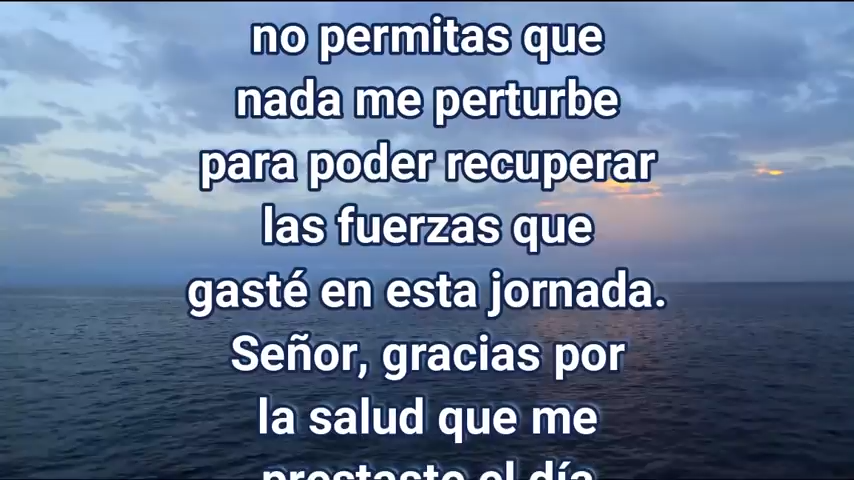 no permitas que
nada me perturbe
para poder recuperar
las fuerzas que
gasté en esta jornada.
Señor, gracias por
la salud que me
prestaste el día